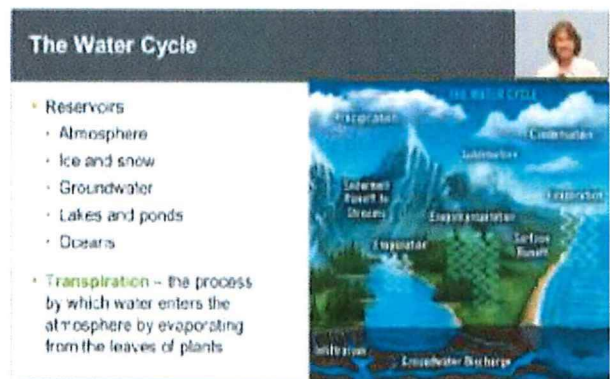 The Water Cycle
Reservoirs
Atmosphere
Ice and snow
Groundwater
Lakes and ponds
Oceans
Transpiration – the process
by which water enters the
atmosphere by evaporating
from the leaves of plants
THE WATER CYCLE
Precipitation
Condensation
Sublimation
Evaporation
Snowmelt
Runoff to
Streams
Evapotranspiration
Evaporation
Surface
Runoff
Infiltration
Groundwater Discharge